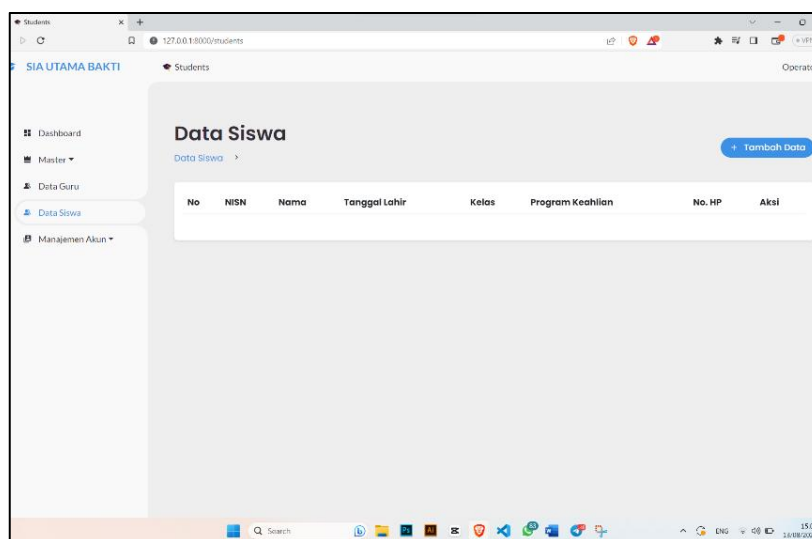 Students
127.0.0.1:8000/students
SIA UTAMA BAKTI
Students
Operato
Dashboard
Master
Data Guru
Data Siswa
Manajemen Akun
Data Siswa
Data Siswa >
+ Tambah Data
No NISN Nama Tanggal Lahir Kelas Program Keahlian No. HP Aksi
Search
83
ENG